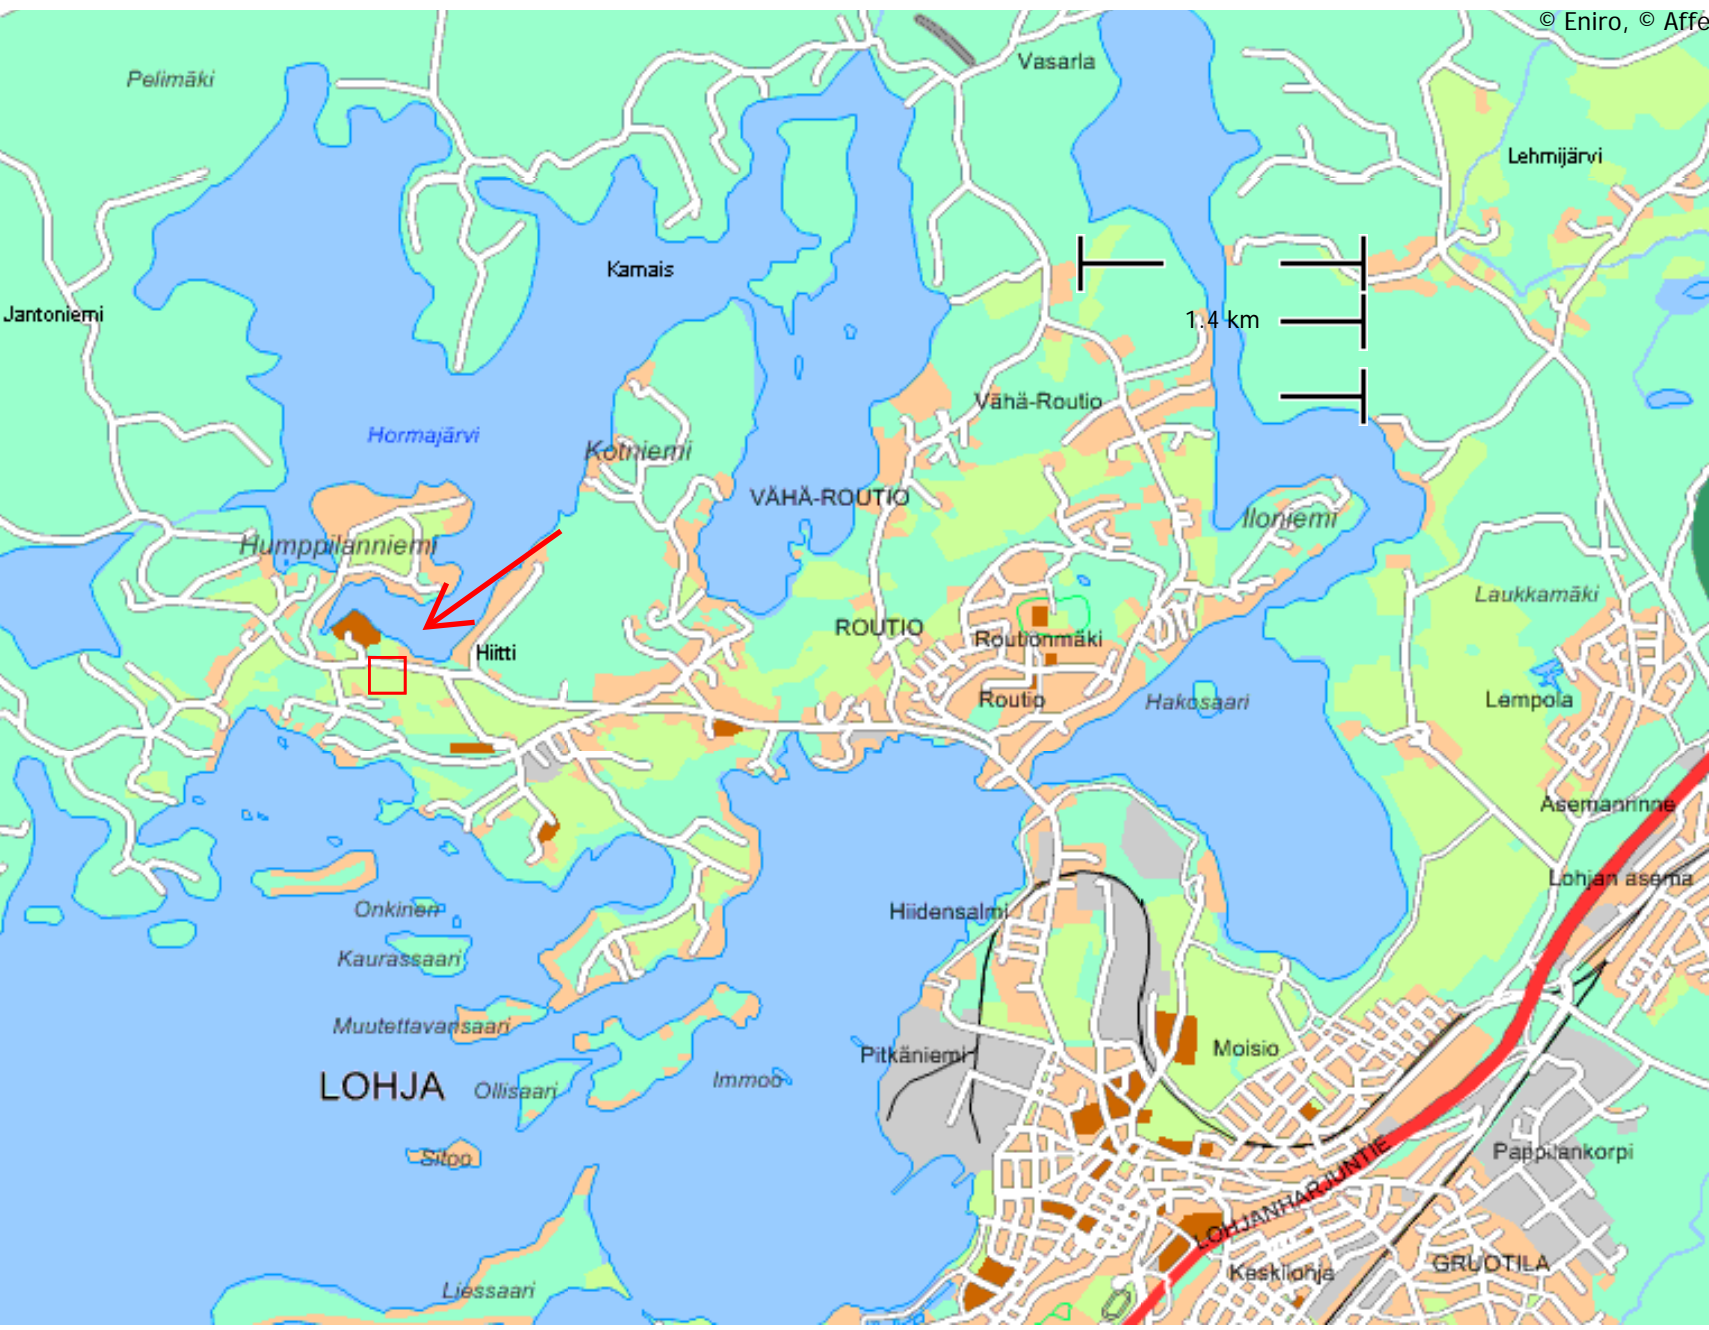 © Eniro, © Affe
Vasarla
Pelimäki
Lehmijärvi
Kamais
Jantoniemi
1.4 km
Vähä-Routio
Hormajärvi
Kotniemi
VÄHÄ-ROUTIO
Iloniemi
Humppilanniemi
Laukkamäki
ROUTIO
Routionmäki
Hiitti
Routio
Hakosaari
Lempola
Asemanrinne
Lohjan asema
Onkinen
Hiidensalmi
Kaurassaari
Muutettavansaari
Pitkäniemi
Moisio
LOHJA
Ollisaari
Immoo
Sitoo
Pappilankorpi
LOHJANHARJUNTIE
Keskilohja
GRUOTILA
Liessaari